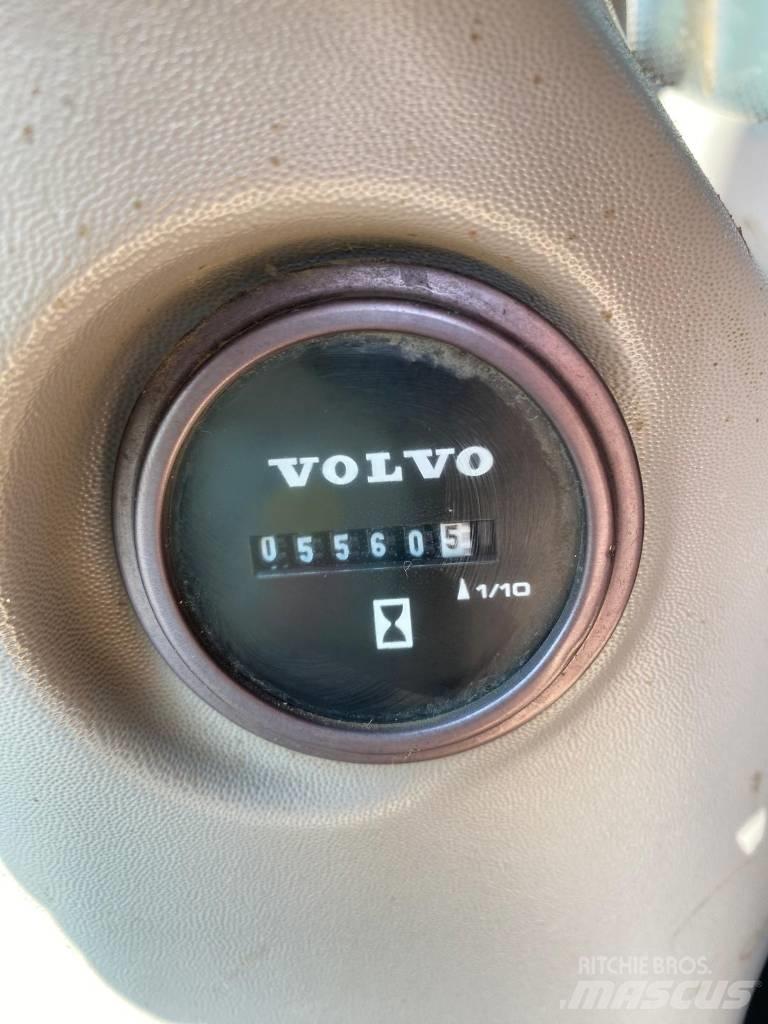 VOLVO
055605
1/10
RITCHIE BROS.
MASCUS